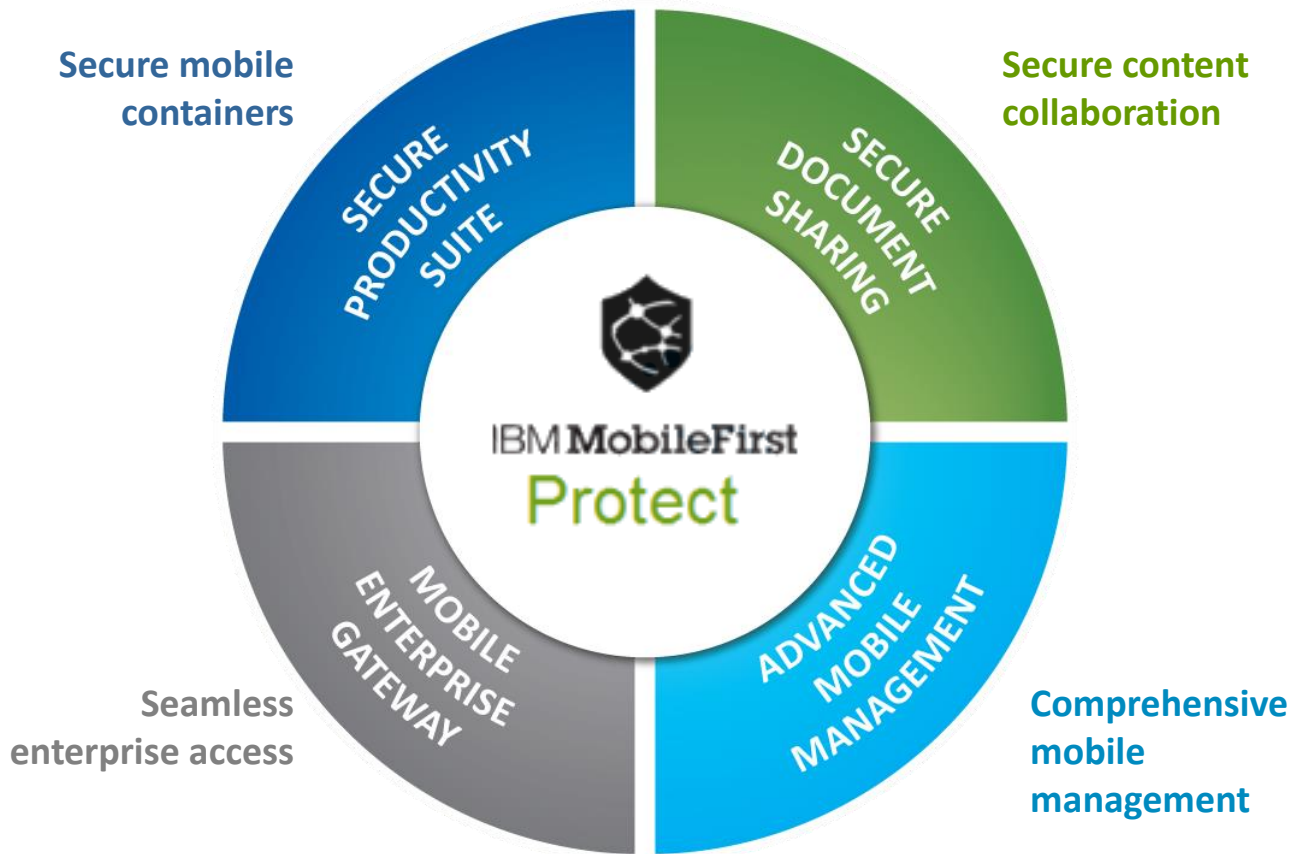 Secure mobile
containers
SECURE
PRODUCTIVITY
SUITE
Secure content
collaboration
SECURE
DOCUMENT
SHARING
IBM MobileFirst
Protect
Seamless
enterprise access
MOBILE
ENTERPRISE
GATEWAY
ADVANCED
MOBILE
MANAGEMENT
Comprehensive
mobile
management